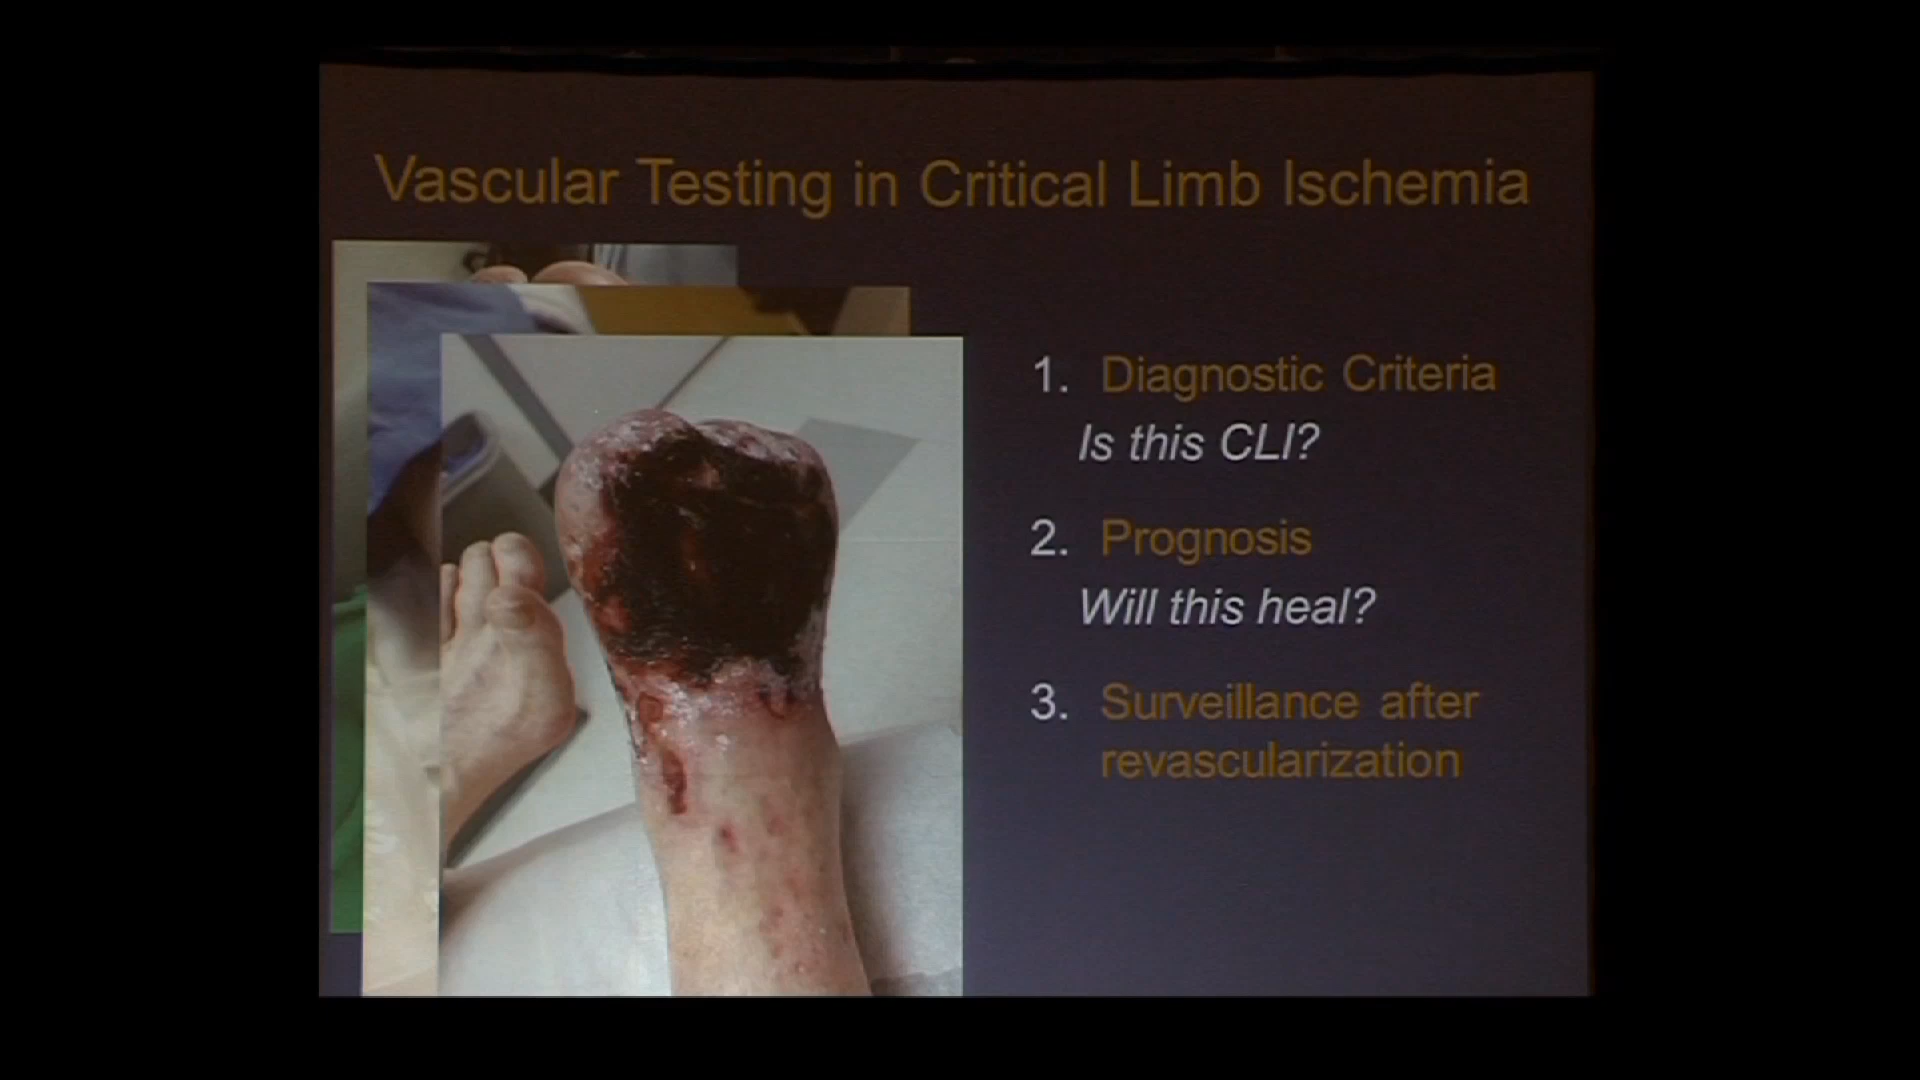 Vascular Testing in Critical Limb Ischemia
1. Diagnostic Criteria
Is this CLI?
2. Prognosis
Will this heal?
3. Surveillance after
revascularization